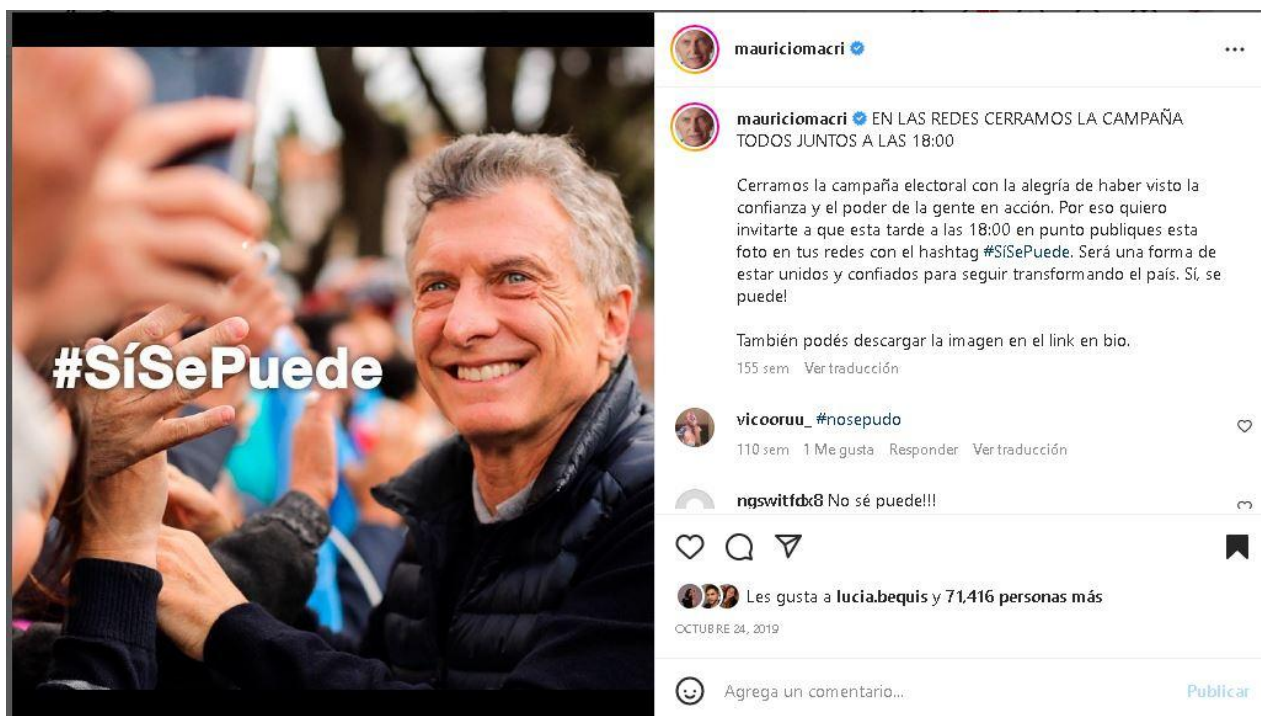 #SíSePuede
mauriciomacri
mauriciomacri EN LAS REDES CERRAMOS LA CAMPAÑA
TODOS JUNTOS A LAS 18:00
Cerramos la campaña electoral con la alegría de haber visto la
confianza y el poder de la gente en acción. Por eso quiero
invitarte a que esta tarde a las 18:00 en punto publiques esta
foto en tus redes con el hashtag #SíSePuede. Será una forma de
estar unidos y confiados para seguir transformando el país. Sí, se
puede!
También podés descargar la imagen en el link en bio.
155 sem Ver traducción
vicooruu_ #nosepudo
110 sem 1 Me gusta Responder Ver traducción
ngswitfdx8 No sé puede!!!
Les gusta a lucia.bequis y 71,416 personas más
OCTUBRE 24, 2019
Agrega un comentario...
Publicar